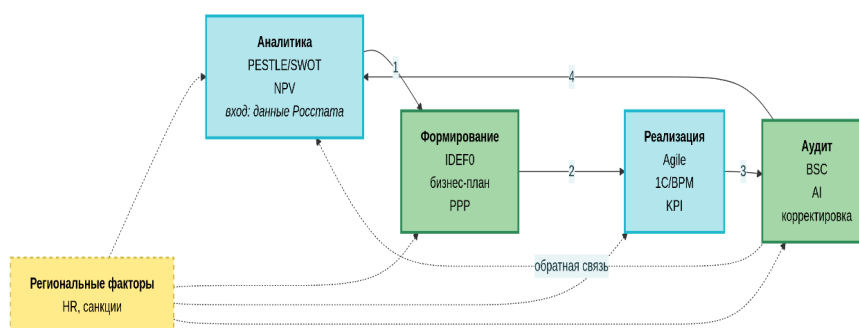 Аналитика
PESTLE/SWOT
NPV
вход: данные Росстата
1
4
Формирование
IDEF0
бизнес-план
PPP
2
Реализация
Agile
1C/BPM
KPI
3
Аудит
BSC
AI
корректировка
обратная связь
Региональные факторы
HR, санкции